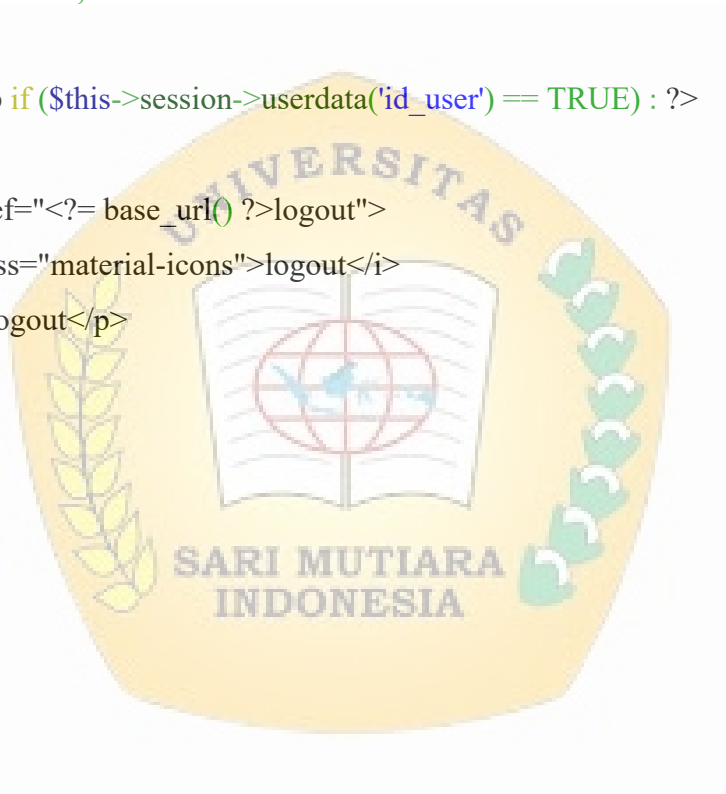 if ($this->session->userdata('id_user') == TRUE) : ?>
ef="<?= base_url() ?>logout">
ss="material-icons">logout</i>
ogout</p>
UNIVERSITAS
SARI MUTIARA
INDONESIA